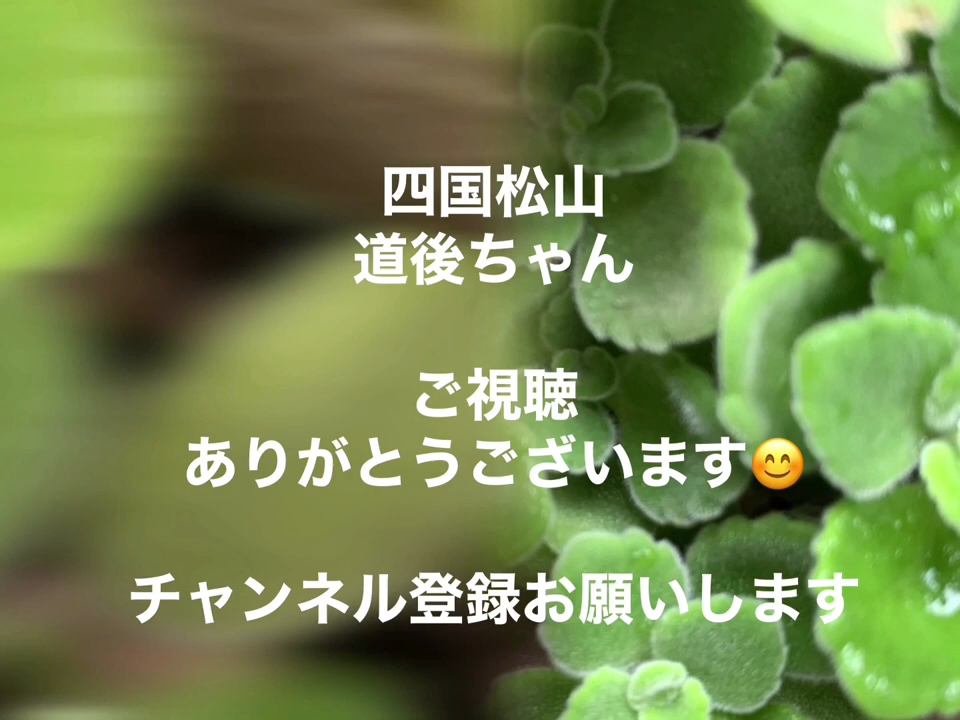 四国松山
道後ちゃん
ご視聴
ありがとうございます😊
チャンネル登録お願いします